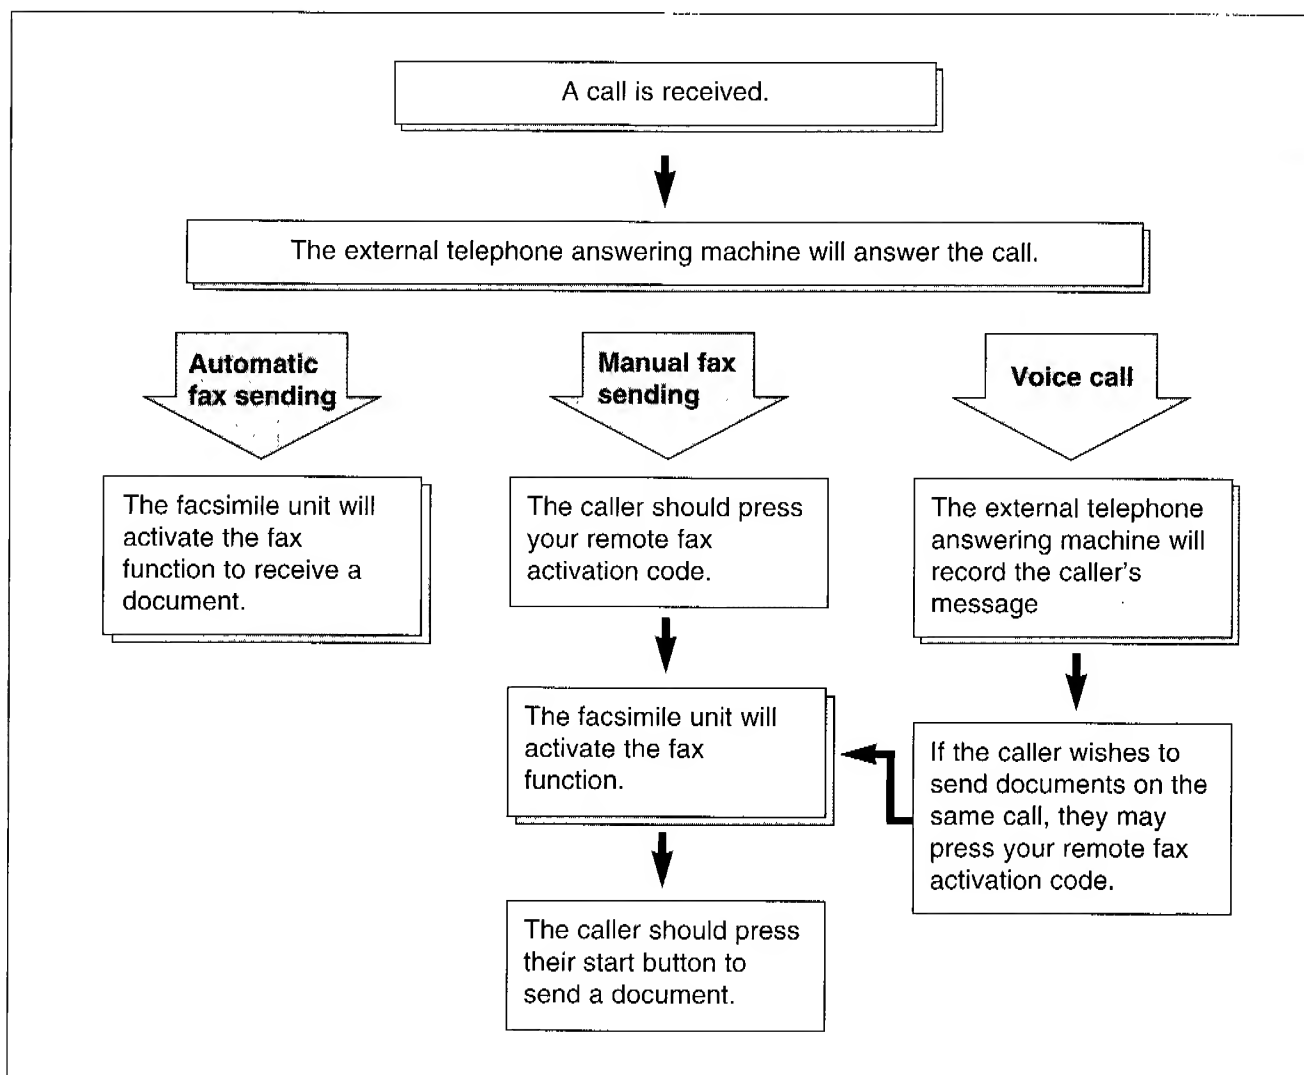 A call is received.
The external telephone answering machine will answer the call.
Automatic
fax sending
Manual fax
sending
Voice call
The facsimile unit will
activate the fax
function to receive a
document.
The caller should press
your remote fax
activation code.
The external telephone
answering machine will
record the caller's
message
The facsimile unit will
activate the fax
function.
If the caller wishes to
send documents on the
same call, they may
press your remote fax
activation code.
The caller should press
their start button to
send a document.